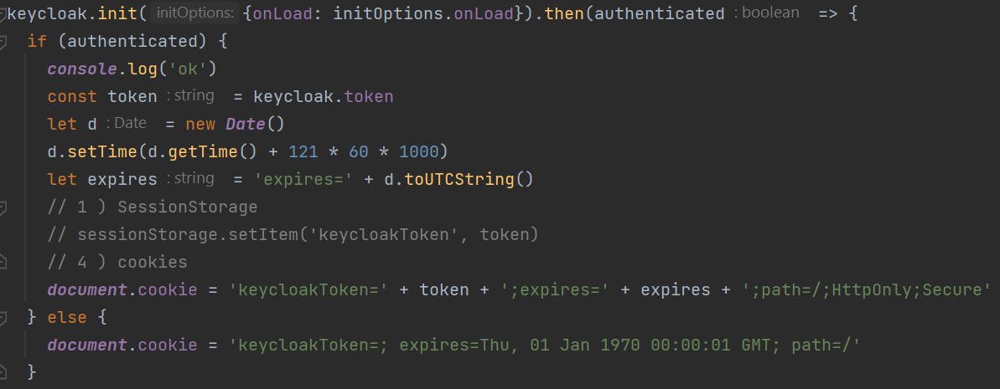 keycloak.init( initOptions: {onLoad: initOptions.onLoad}).then(authenticated : boolean => {
if (authenticated) {
console.log('ok')
const token : string = keycloak.token
let d : Date = new Date()
d.setTime(d.getTime() + 121 * 60 * 1000)
let expires : string = 'expires=' + d.toUTCString()
// 1 ) SessionStorage
// sessionStorage.setItem('keycloakToken', token)
// 4 ) cookies
document.cookie = 'keycloakToken=' + token + ';expires=' + expires + ';path=/;HttpOnly;Secure'
} else {
document.cookie = 'keycloakToken=; expires=Thu, 01 Jan 1970 00:00:01 GMT; path=/'
}